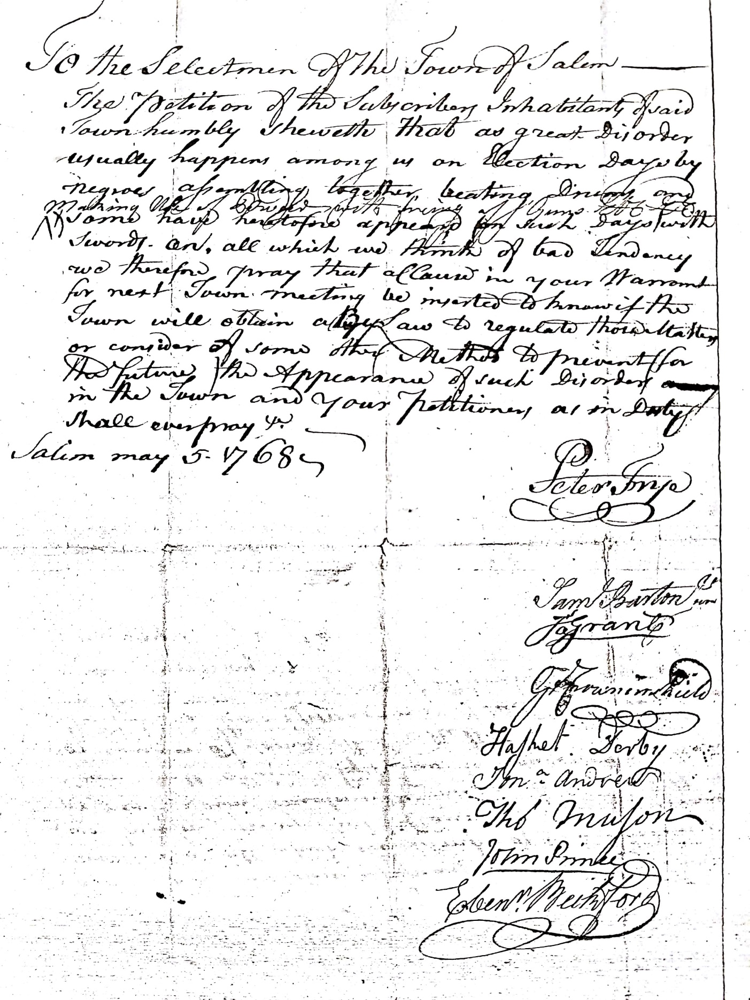 To the Selectmen of the Town of Salem
The Petition of the Subscribers Inhabitants of said
Town humbly sheweth that as great Disorder
usually happens among us on Election Days by
negroes assembling together, beating Drums, and
making Use of Powder with firing of Guns
some have heretofore appeard on such Days with
swords. all which we think of bad Tendency
we therefore pray that a Clause in your Warrant
for next Town meeting be inserted to know if the
Town will obtain a By Law to regulate those Matters
or consider of some other Method to prevent for
the future the Appearance of such Disorders
in the Town and your Petitioners as in Duty
shall ever pray &c.
Salem may 5. 1768
Peter Frye
Saml Barton jun
Fs Grant
Go Crowninshield
Hasket Derby
Jona Andrew
Tho Mason
John Prince
Ebenr. Beckford